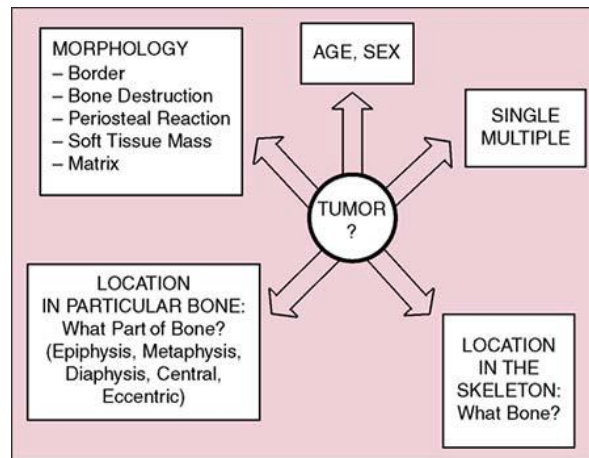 MORPHOLOGY
– Border
– Bone Destruction
– Periosteal Reaction
– Soft Tissue Mass
– Matrix
AGE, SEX
SINGLE
MULTIPLE
TUMOR
?
LOCATION
IN PARTICULAR BONE:
What Part of Bone?
(Epiphysis, Metaphysis,
Diaphysis, Central,
Eccentric)
LOCATION
IN THE
SKELETON:
What Bone?